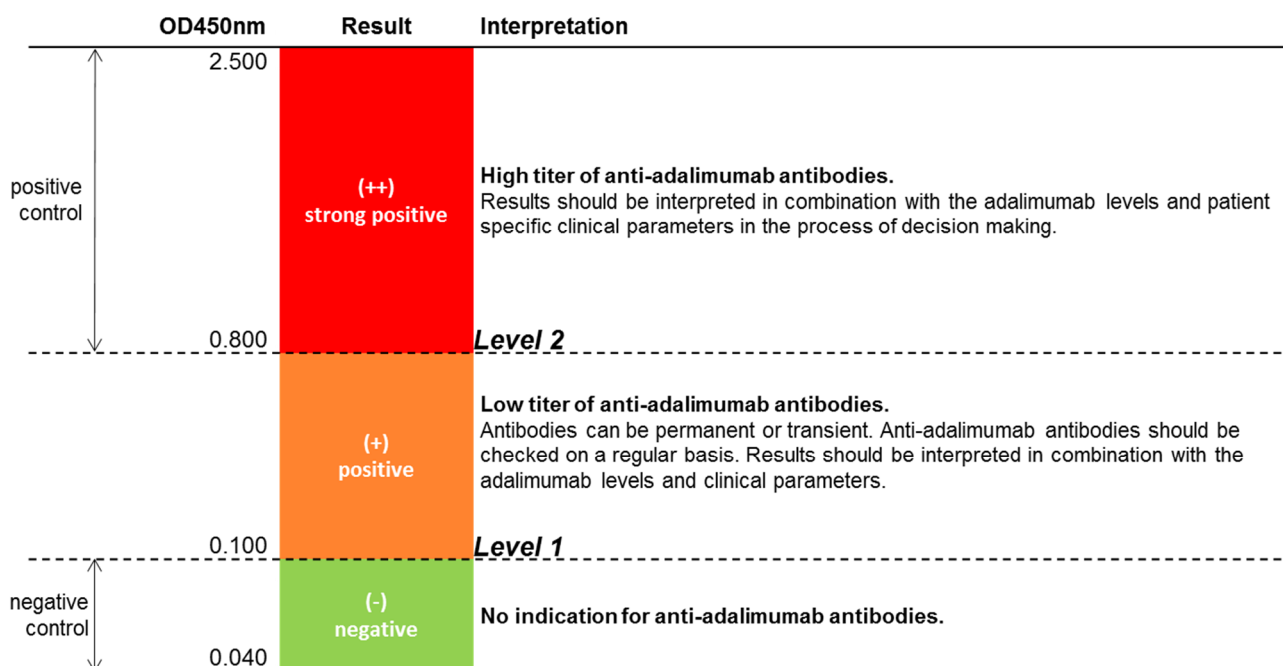 OD450nm Result Interpretation
2.500
positive
control
(++)
strong positive
High titer of anti-adalimumab antibodies.
Results should be interpreted in combination with the adalimumab levels and patient
specific clinical parameters in the process of decision making.
0.800 Level 2
(+)
positive
Low titer of anti-adalimumab antibodies.
Antibodies can be permanent or transient. Anti-adalimumab antibodies should be
checked on a regular basis. Results should be interpreted in combination with the
adalimumab levels and clinical parameters.
0.100 Level 1
negative
control
(-)
negative
No indication for anti-adalimumab antibodies.
0.040